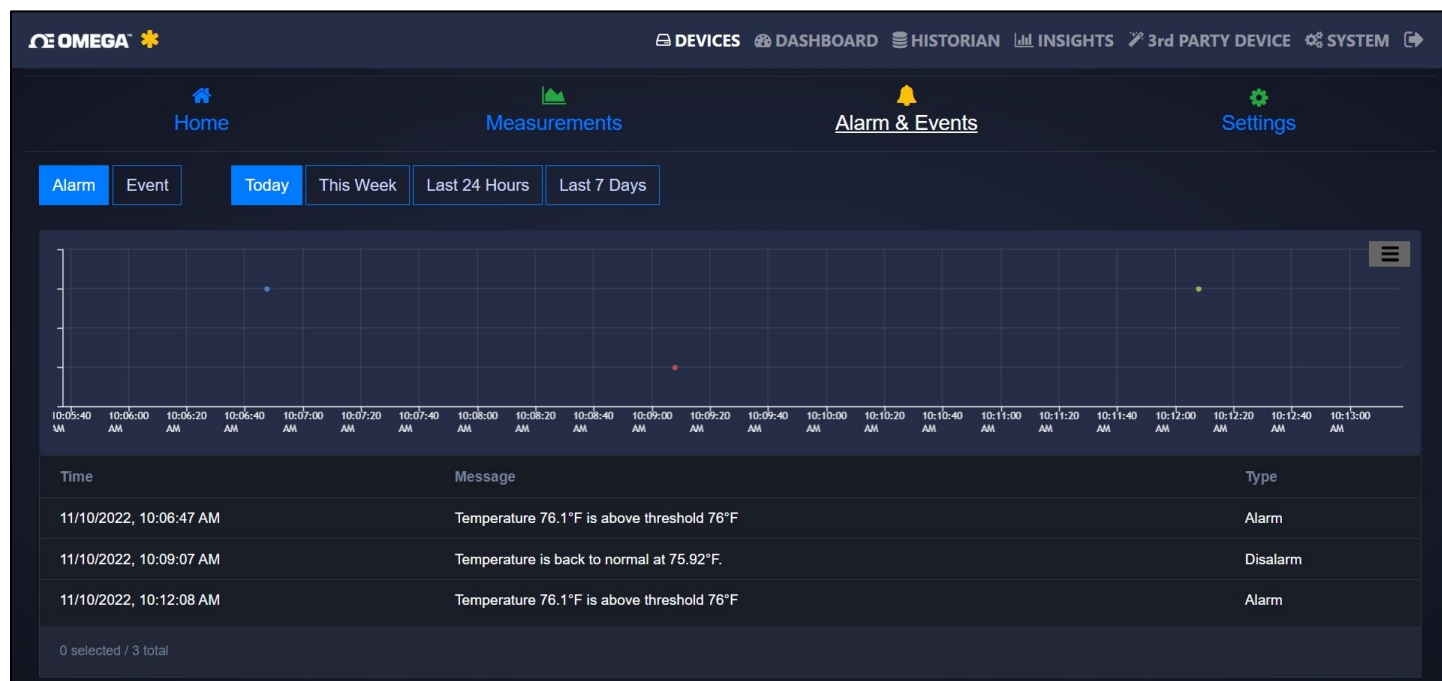 ΩE OMEGA™
DEVICES DASHBOARD HISTORIAN INSIGHTS 3rd PARTY DEVICE SYSTEM
Home Measurements Alarm & Events Settings
Alarm Event Today This Week Last 24 Hours Last 7 Days
10:05:40 10:06:00 10:06:20 10:06:40 10:07:00 10:07:20 10:07:40 10:08:00 10:08:20 10:08:40 10:09:00 10:09:20 10:09:40 10:10:00 10:10:20 10:10:40 10:11:00 10:11:20 10:11:40 10:12:00 10:12:20 10:12:40 10:13:00
AM AM AM AM AM AM AM AM AM AM AM AM AM AM AM AM AM AM AM AM AM AM AM
Time Message Type
11/10/2022, 10:06:47 AM Temperature 76.1°F is above threshold 76°F Alarm
11/10/2022, 10:09:07 AM Temperature is back to normal at 75.92°F. Disalarm
11/10/2022, 10:12:08 AM Temperature 76.1°F is above threshold 76°F Alarm
0 selected / 3 total